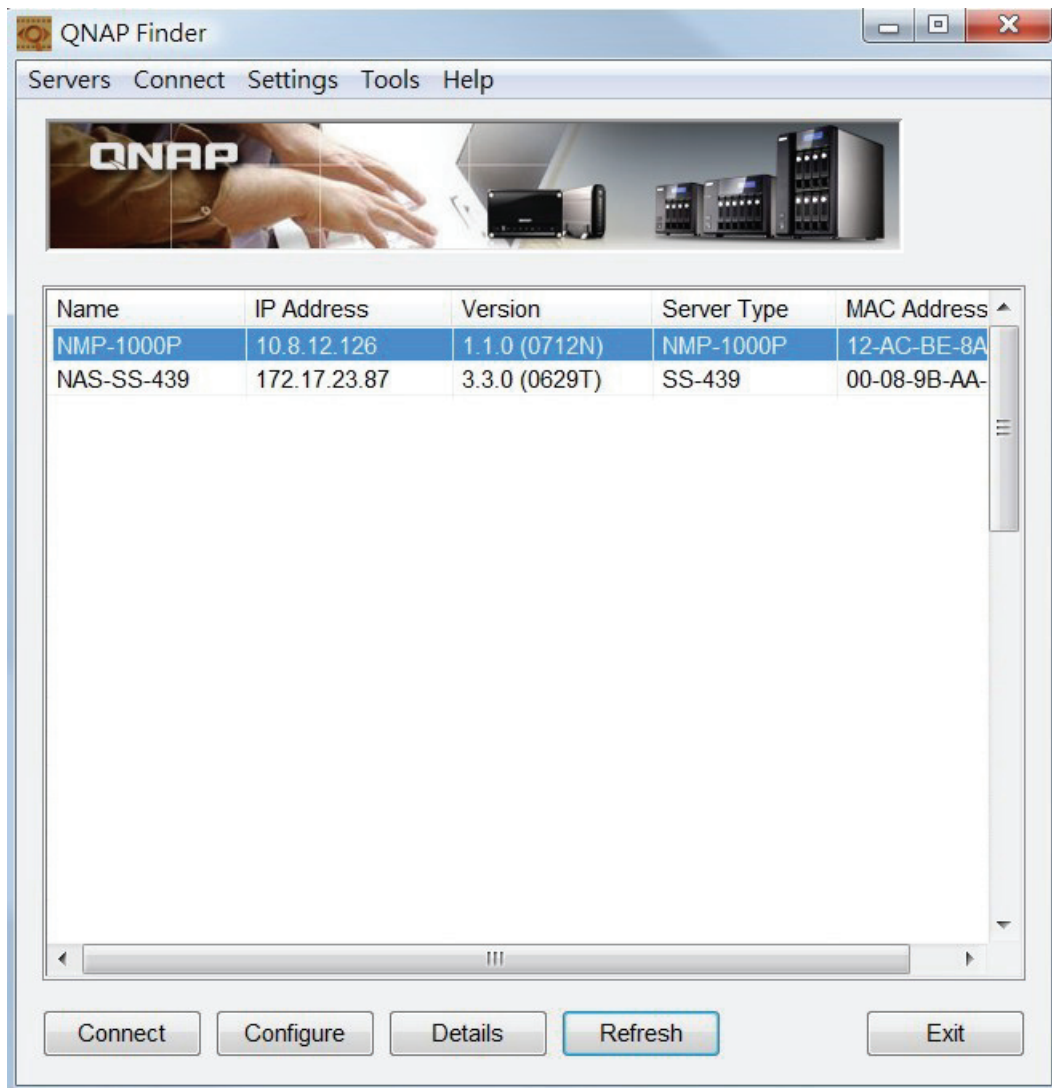 QNAP Finder
Servers Connect Settings Tools Help
QNAP
Name IP Address Version Server Type MAC Address
NMP-1000P 10.8.12.126 1.1.0 (0712N) NMP-1000P 12-AC-BE-8A
NAS-SS-439 172.17.23.87 3.3.0 (0629T) SS-439 00-08-9B-AA-
Connect Configure Details Refresh Exit